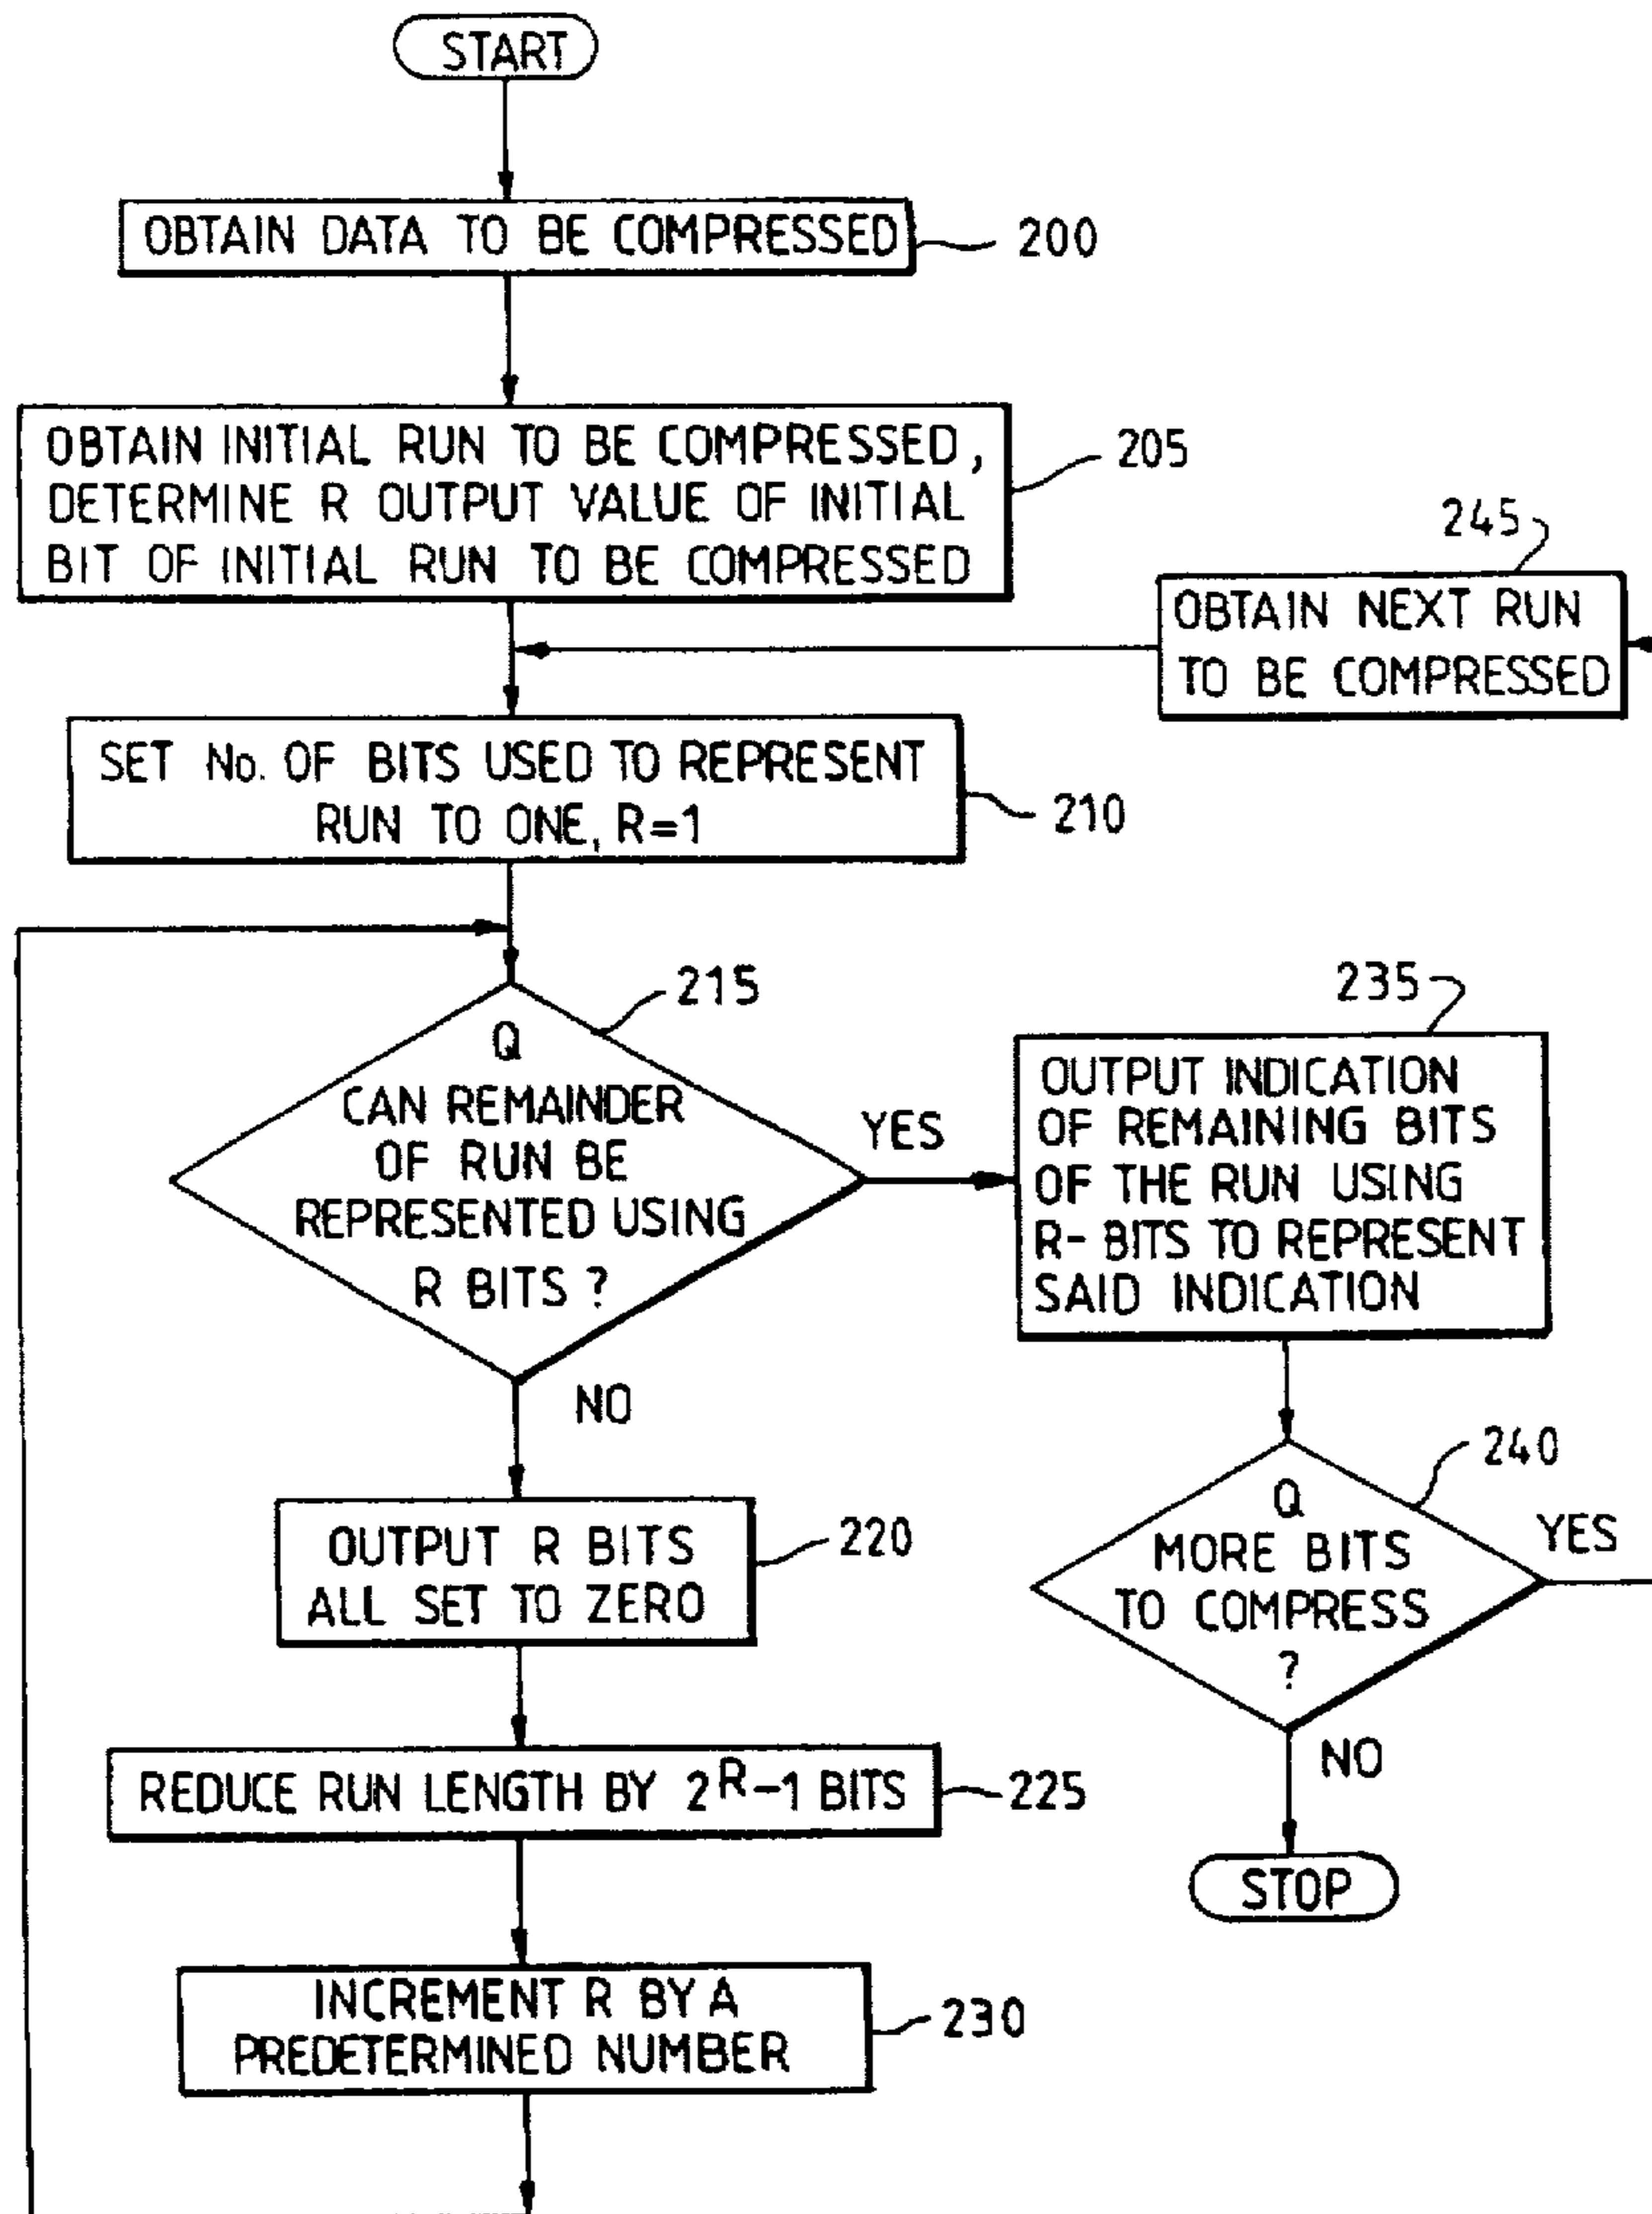 START
OBTAIN DATA TO BE COMPRESSED
200
OBTAIN INITIAL RUN TO BE COMPRESSED,
DETERMINE R OUTPUT VALUE OF INITIAL
BIT OF INITIAL RUN TO BE COMPRESSED
205
245
OBTAIN NEXT RUN
TO BE COMPRESSED
SET No. OF BITS USED TO REPRESENT
RUN TO ONE, R=1
210
215
Q
CAN REMAINDER
OF RUN BE
REPRESENTED USING
R BITS ?
YES
NO
235
OUTPUT INDICATION
OF REMAINING BITS
OF THE RUN USING
R- BITS TO REPRESENT
SAID INDICATION
240
Q
MORE BITS
TO COMPRESS
?
YES
NO
STOP
OUTPUT R BITS
ALL SET TO ZERO
220
REDUCE RUN LENGTH BY 2^R-1 BITS
225
INCREMENT R BY A
PREDETERMINED NUMBER
230